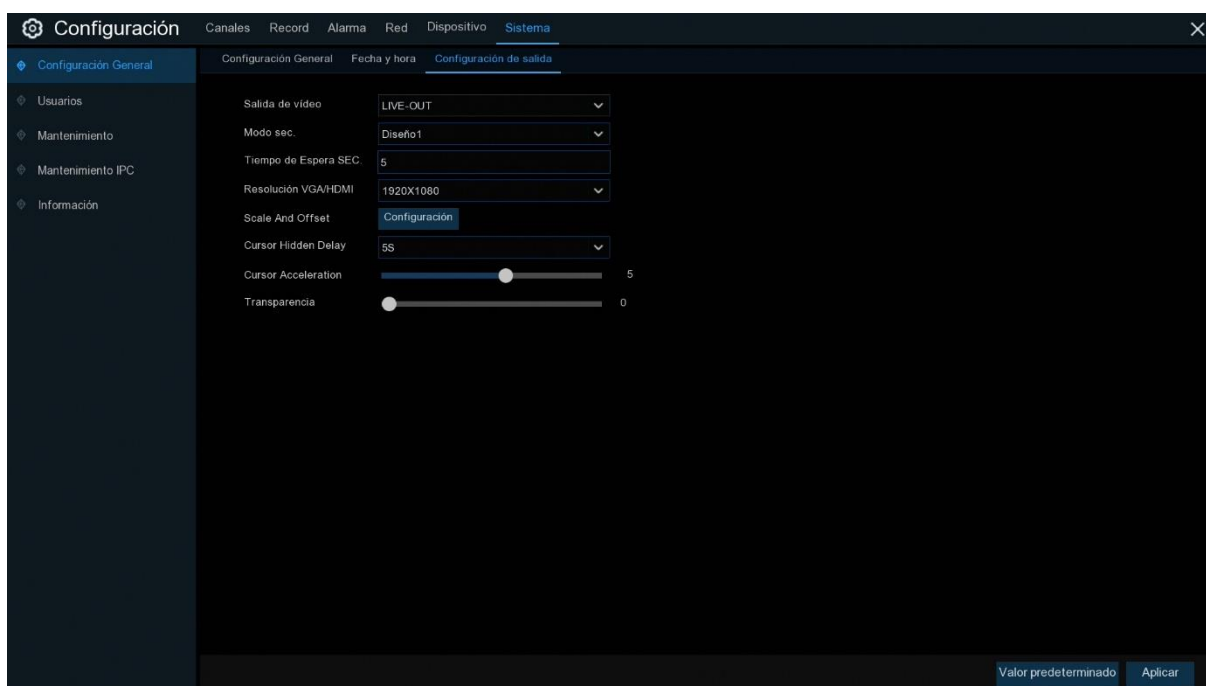 Configuración Canales Record Alarma Red Dispositivo Sistema
Configuración General Fecha y hora Configuración de salida
Configuración General
Usuarios
Mantenimiento
Mantenimiento IPC
Información
Salida de vídeo LIVE-OUT
Modo sec. Diseño1
Tiempo de Espera SEC. 5
Resolución VGA/HDMI 1920X1080
Scale And Offset Configuración
Cursor Hidden Delay 5S
Cursor Acceleration 5
Transparencia 0
Valor predeterminado Aplicar